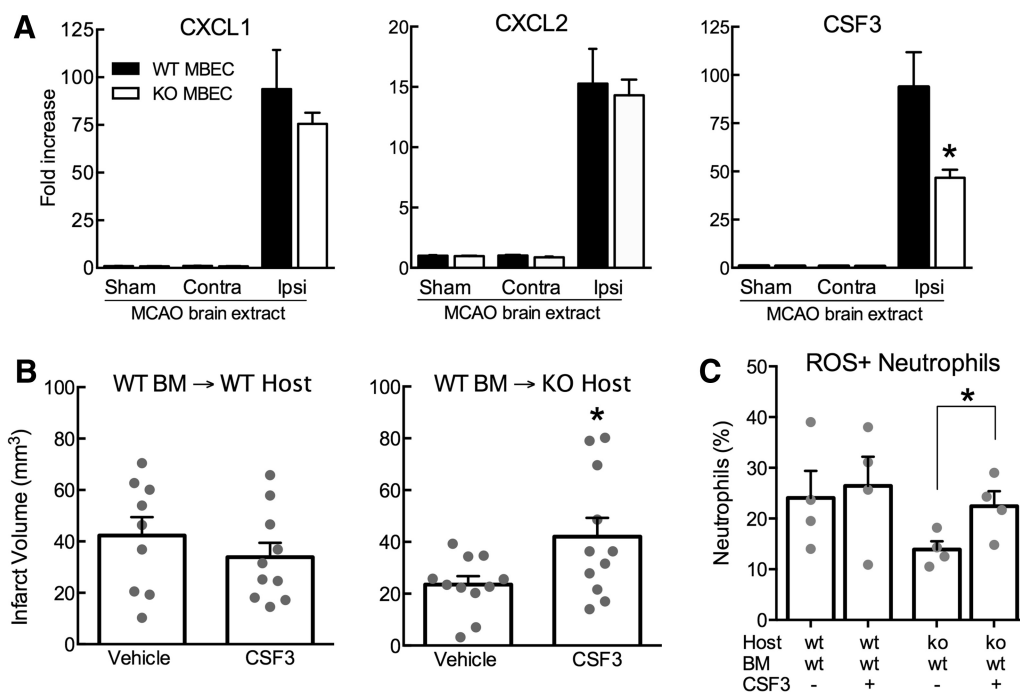 A
CXCL1
Fold increase
125
100
75
50
25
0
WT MBEC
KO MBEC
Sham Contra Ipsi
MCAO brain extract
CXCL2
20
15
10
5
0
Sham Contra Ipsi
MCAO brain extract
CSF3
125
100
75
50
25
0
*
Sham Contra Ipsi
MCAO brain extract
B
WT BM → WT Host
Infarct Volume (mm³)
100
80
60
40
20
0
Vehicle CSF3
WT BM → KO Host
100
80
60
40
20
0
*
Vehicle CSF3
C
ROS+ Neutrophils
Neutrophils (%)
50
40
30
20
10
0
*
Host wt wt ko ko
BM wt wt wt wt
CSF3 - + - +